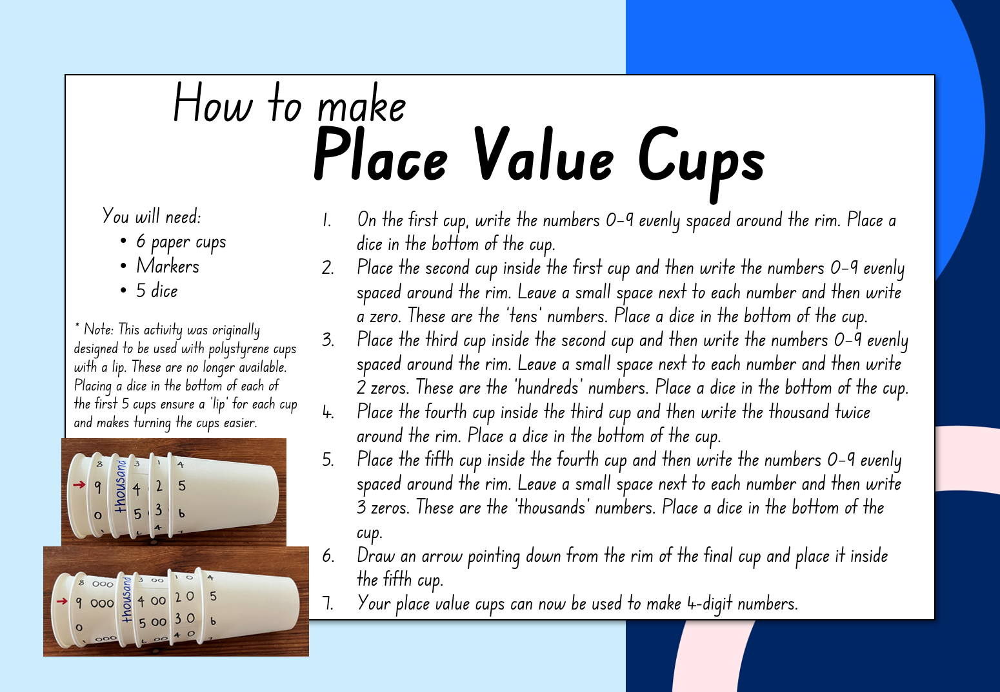 How to make
Place Value Cups
You will need:
• 6 paper cups
• Markers
• 5 dice
* Note: This activity was originally
designed to be used with polystyrene cups
with a lip. These are no longer available.
Placing a dice in the bottom of each of
the first 5 cups ensure a 'lip' for each cup
and makes turning the cups easier.
8 3 1 4
→ 9 thousand 4 2 5
0 5 3 6
4 7
8 000 3 00 1 0 4
→ 9 000 thousand 4 00 2 0 5
0 5 00 3 0 6
1 000 6 00 4 0 7
1. On the first cup, write the numbers 0-9 evenly spaced around the rim. Place a
dice in the bottom of the cup.
2. Place the second cup inside the first cup and then write the numbers 0-9 evenly
spaced around the rim. Leave a small space next to each number and then write
a zero. These are the 'tens' numbers. Place a dice in the bottom of the cup.
3. Place the third cup inside the second cup and then write the numbers 0-9 evenly
spaced around the rim. Leave a small space next to each number and then write
2 zeros. These are the 'hundreds' numbers. Place a dice in the bottom of the cup.
4. Place the fourth cup inside the third cup and then write the thousand twice
around the rim. Place a dice in the bottom of the cup.
5. Place the fifth cup inside the fourth cup and then write the numbers 0-9 evenly
spaced around the rim. Leave a small space next to each number and then write
3 zeros. These are the 'thousands' numbers. Place a dice in the bottom of the
cup.
6. Draw an arrow pointing down from the rim of the final cup and place it inside
the fifth cup.
7. Your place value cups can now be used to make 4-digit numbers.